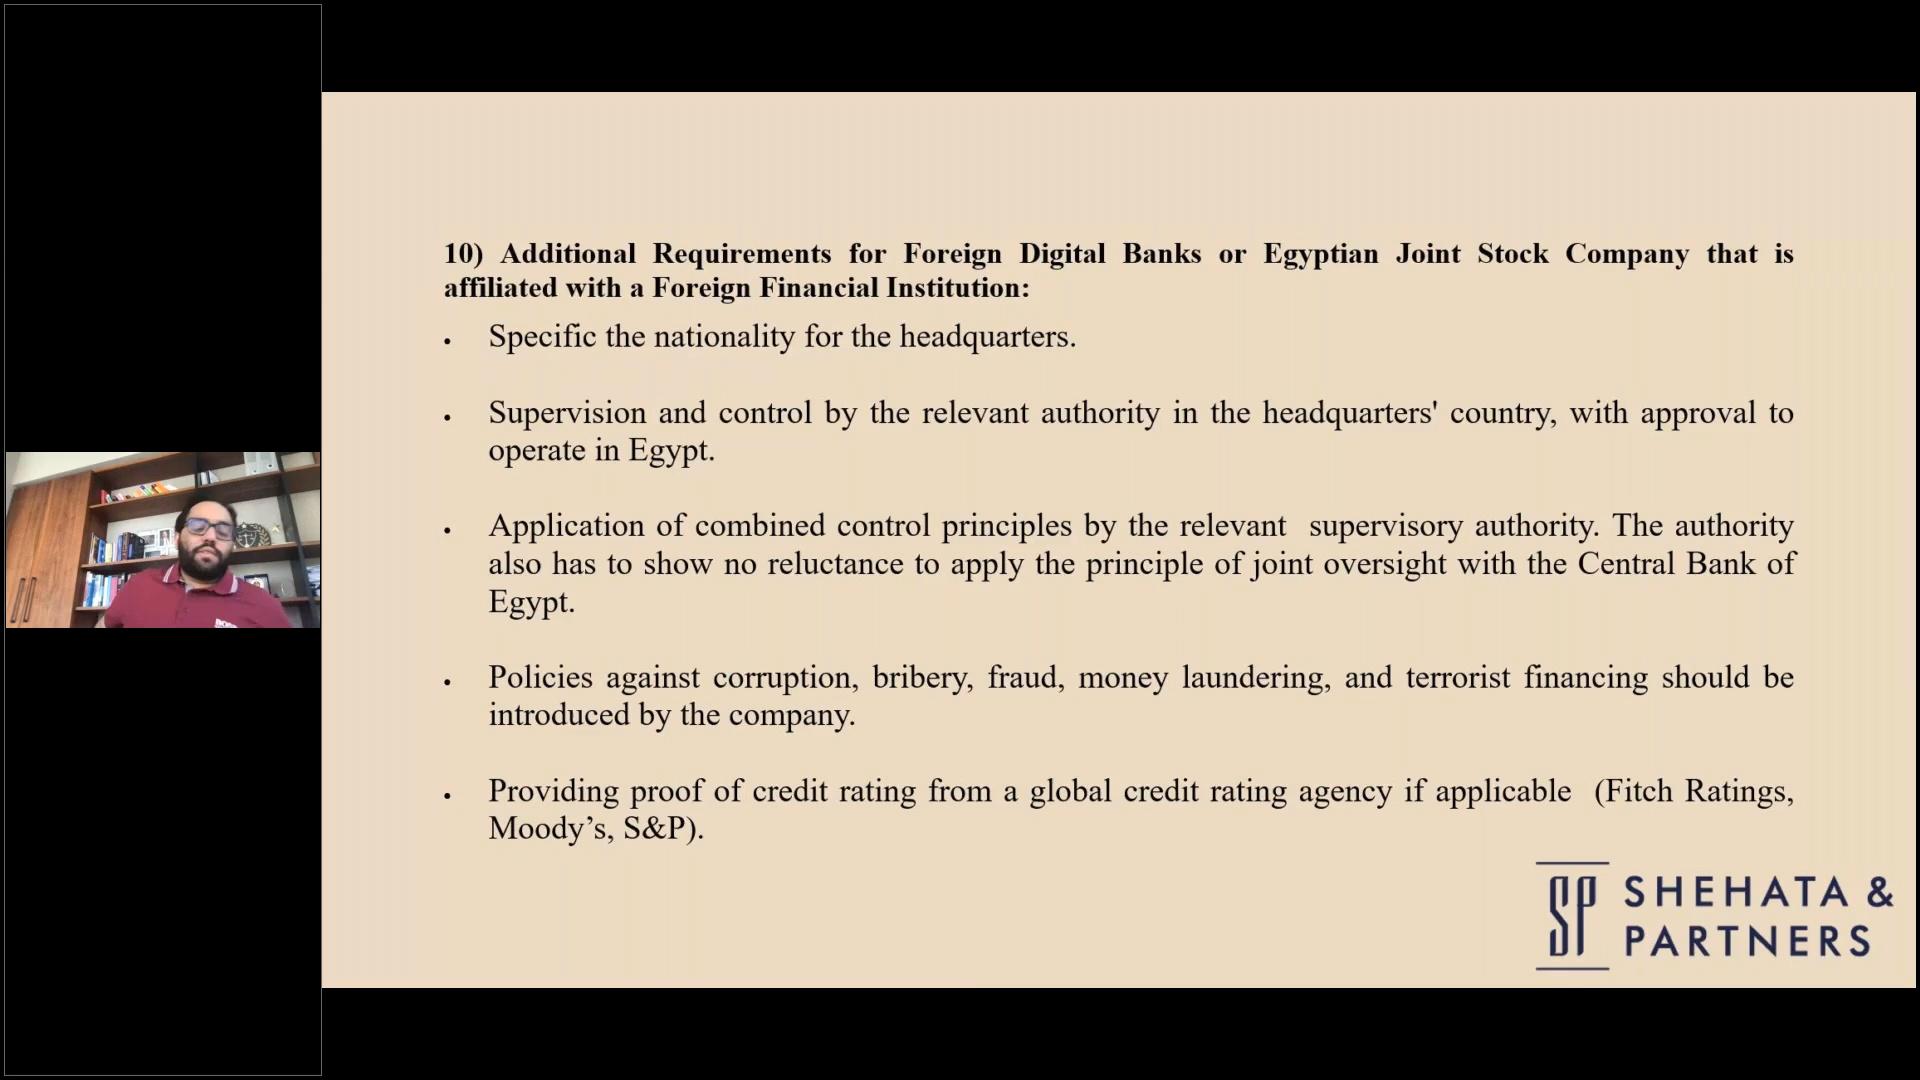 10) Additional Requirements for Foreign Digital Banks or Egyptian Joint Stock Company that is
affiliated with a Foreign Financial Institution:
• Specific the nationality for the headquarters.
• Supervision and control by the relevant authority in the headquarters' country, with approval to
operate in Egypt.
• Application of combined control principles by the relevant  supervisory authority. The authority
also has to show no reluctance to apply the principle of joint oversight with the Central Bank of
Egypt.
• Policies against corruption, bribery, fraud, money laundering, and terrorist financing should be
introduced by the company.
• Providing proof of credit rating from a global credit rating agency if applicable  (Fitch Ratings,
Moody’s, S&P).
SP
SHEHATA &
PARTNERS